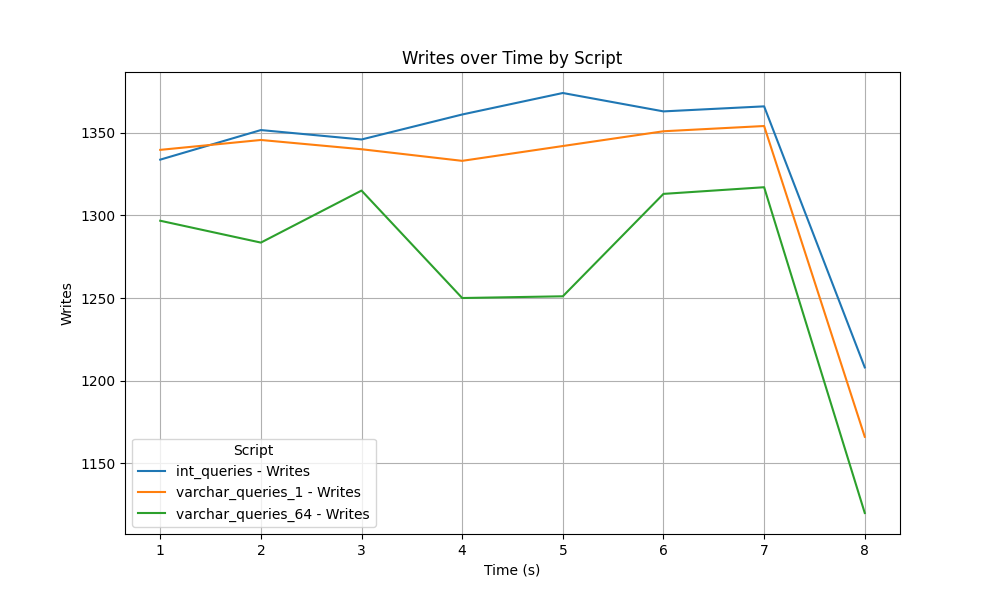 Writes over Time by Script
1350
1300
1250
1200
1150
Writes
Script
int_queries - Writes
varchar_queries_1 - Writes
varchar_queries_64 - Writes
1 2 3 4 5 6 7 8
Time (s)